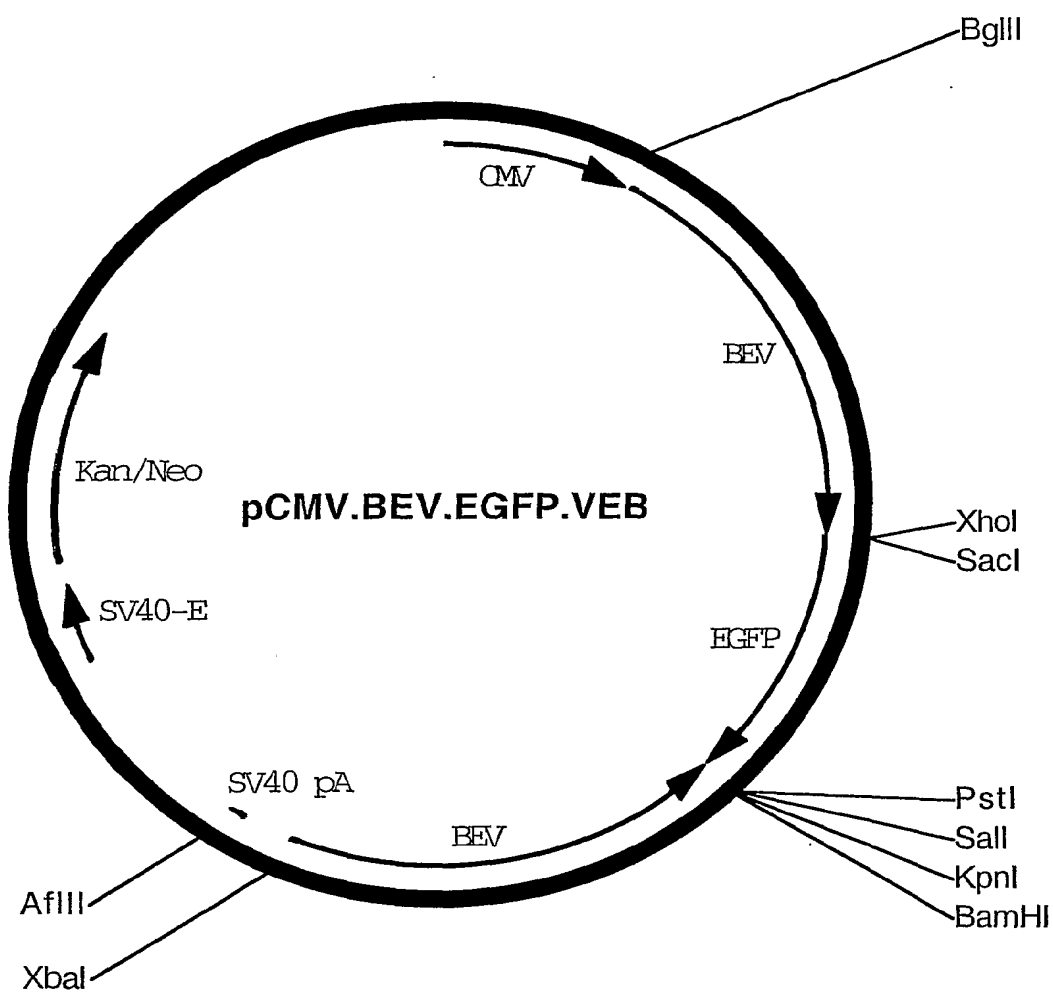 BglII
CMV
BEV
Kan/Neo
pCMV.BEV.EGFP.VEB
XhoI
SacI
SV40-E
EGFP
SV40 pA
BEV
PstI
SalI
KpnI
BamHI
AflII
XbaI